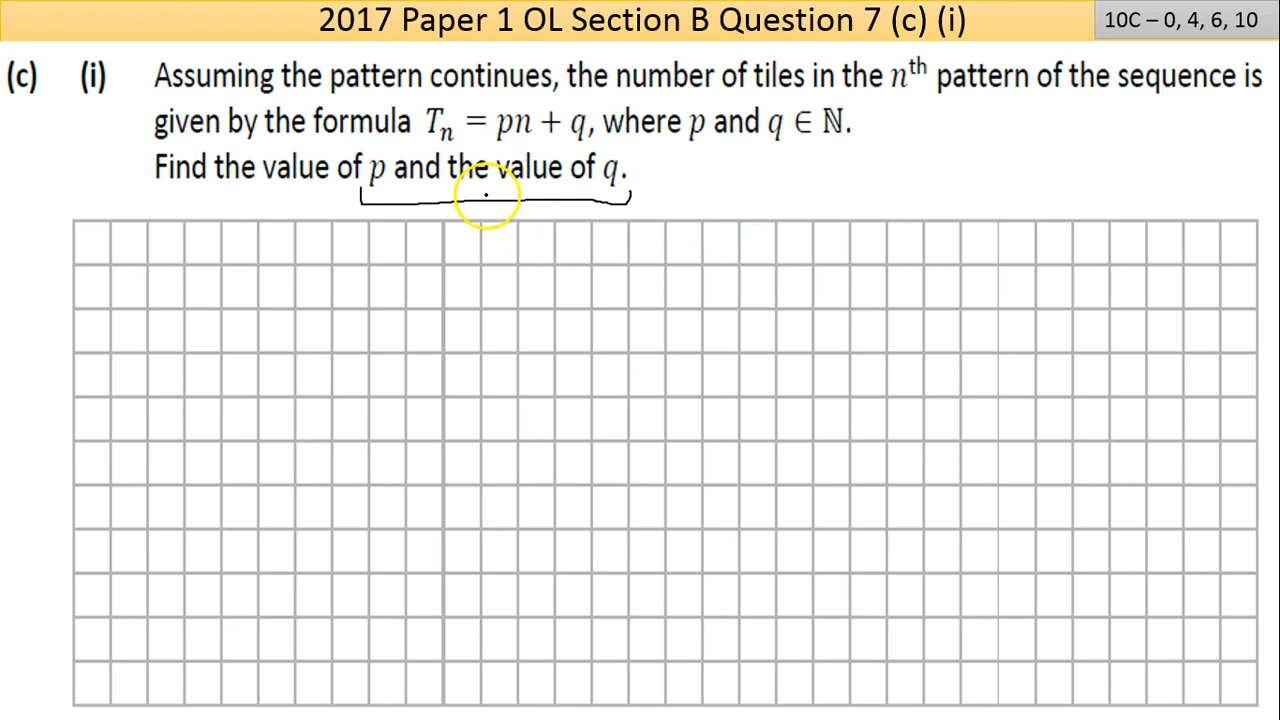 2017 Paper 1 OL Section B Question 7 (c) (i)
10C – 0, 4, 6, 10
(c) (i) Assuming the pattern continues, the number of tiles in the nᵗʰ pattern of the sequence is
given by the formula Tₙ = pn + q, where p and q ∈ ℕ.
Find the value of p and the value of q.